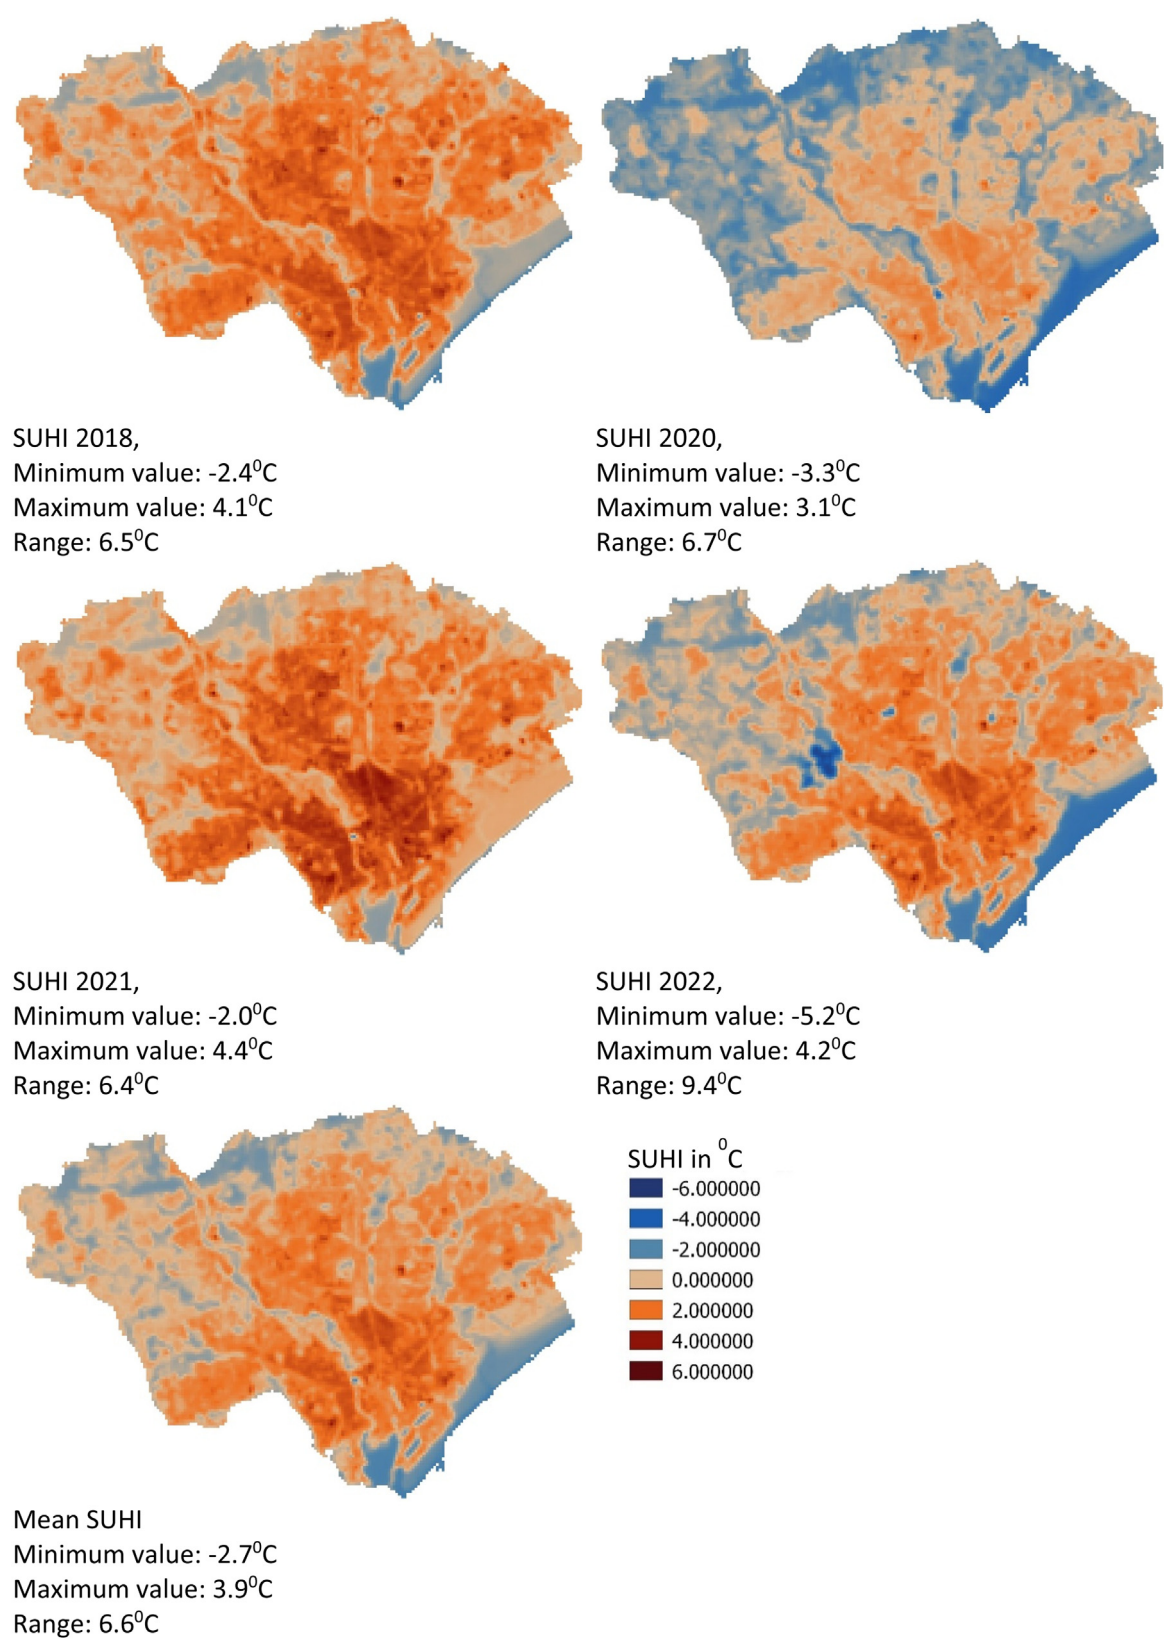 SUHI 2018,
Minimum value: -2.4⁰C
Maximum value: 4.1⁰C
Range: 6.5⁰C
SUHI 2020,
Minimum value: -3.3⁰C
Maximum value: 3.1⁰C
Range: 6.7⁰C
SUHI 2021,
Minimum value: -2.0⁰C
Maximum value: 4.4⁰C
Range: 6.4⁰C
SUHI 2022,
Minimum value: -5.2⁰C
Maximum value: 4.2⁰C
Range: 9.4⁰C
SUHI in ⁰C
-6.000000
-4.000000
-2.000000
0.000000
2.000000
4.000000
6.000000
Mean SUHI
Minimum value: -2.7⁰C
Maximum value: 3.9⁰C
Range: 6.6⁰C